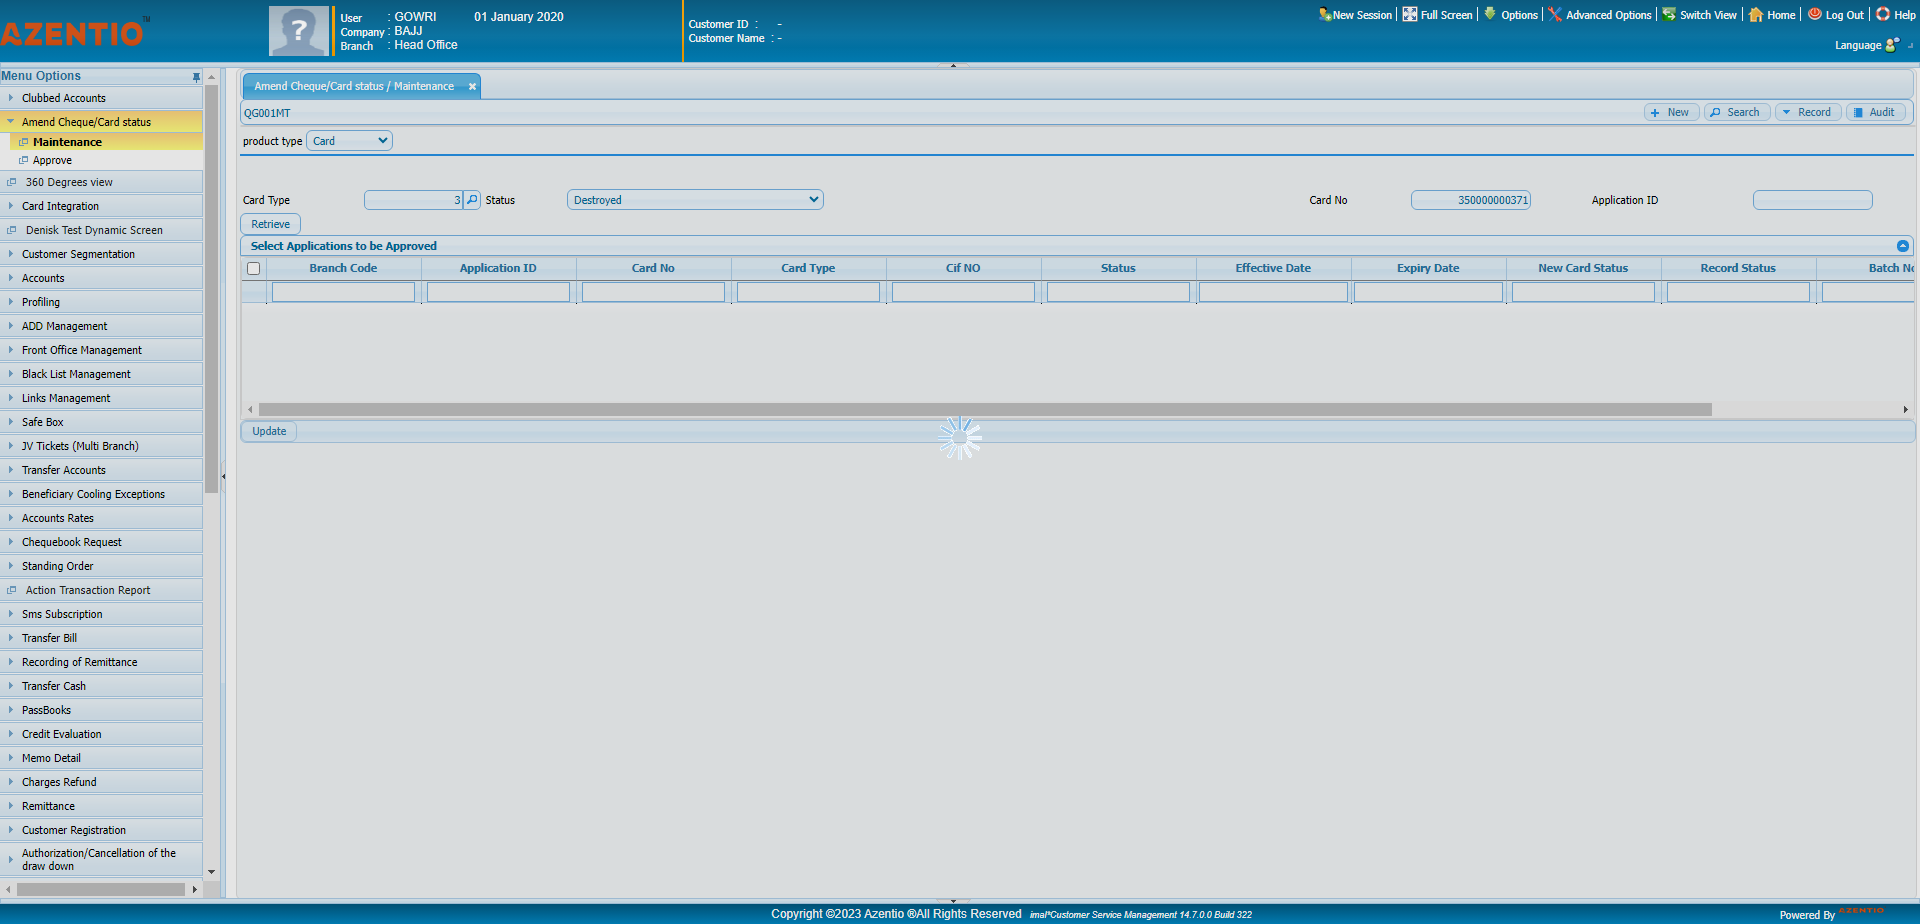 AZENTIO™
User : GOWRI 01 January 2020
Company : BAJJ
Branch : Head Office
Customer ID : -
Customer Name : -
New Session Full Screen Options Advanced Options Switch View Home Log Out Help
Language
Menu Options
Clubbed Accounts
Amend Cheque/Card status
Maintenance
Approve
360 Degrees view
Card Integration
Denisk Test Dynamic Screen
Customer Segmentation
Accounts
Profiling
ADD Management
Front Office Management
Black List Management
Links Management
Safe Box
JV Tickets (Multi Branch)
Transfer Accounts
Beneficiary Cooling Exceptions
Accounts Rates
Chequebook Request
Standing Order
Action Transaction Report
Sms Subscription
Transfer Bill
Recording of Remittance
Transfer Cash
PassBooks
Credit Evaluation
Memo Detail
Charges Refund
Remittance
Customer Registration
Authorization/Cancellation of the
draw down
Amend Cheque/Card status / Maintenance
QG001MT
New Search Record Audit
product type Card
Card Type 3 Status Destroyed Card No 350000000371 Application ID
Retrieve
Select Applications to be Approved
Branch Code Application ID Card No Card Type Cif NO Status Effective Date Expiry Date New Card Status Record Status Batch No
Update
Copyright ©2023 Azentio ®All Rights Reserved imal*Customer Service Management 14.7.0.0 Build 322
Powered By AZENTIO